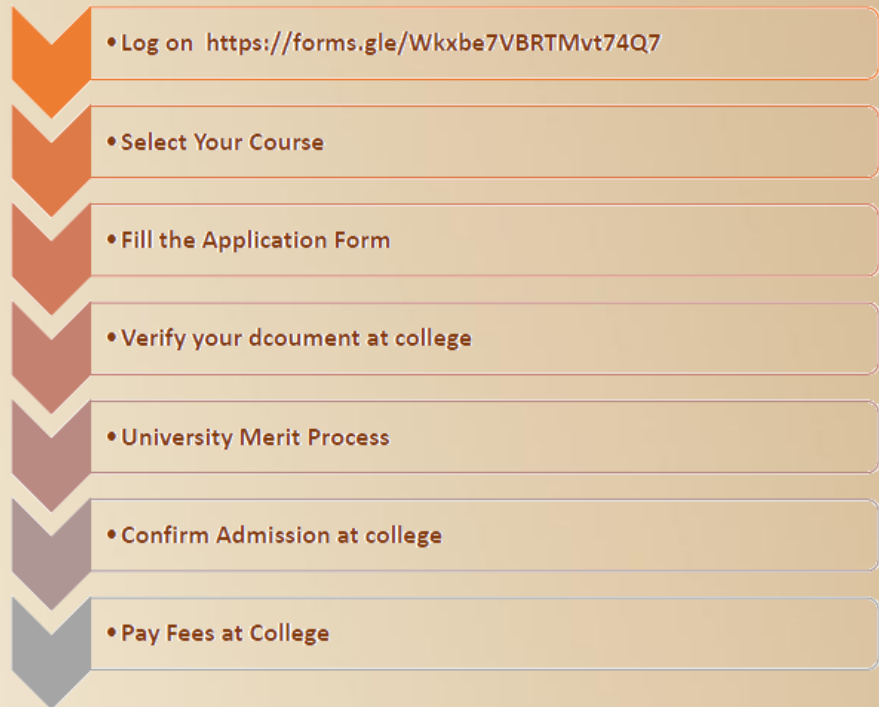 • Log on https://forms.gle/Wkxbe7VBRTMvt74Q7
• Select Your Course
• Fill the Application Form
• Verify your dcoument at college
• University Merit Process
• Confirm Admission at college
• Pay Fees at College